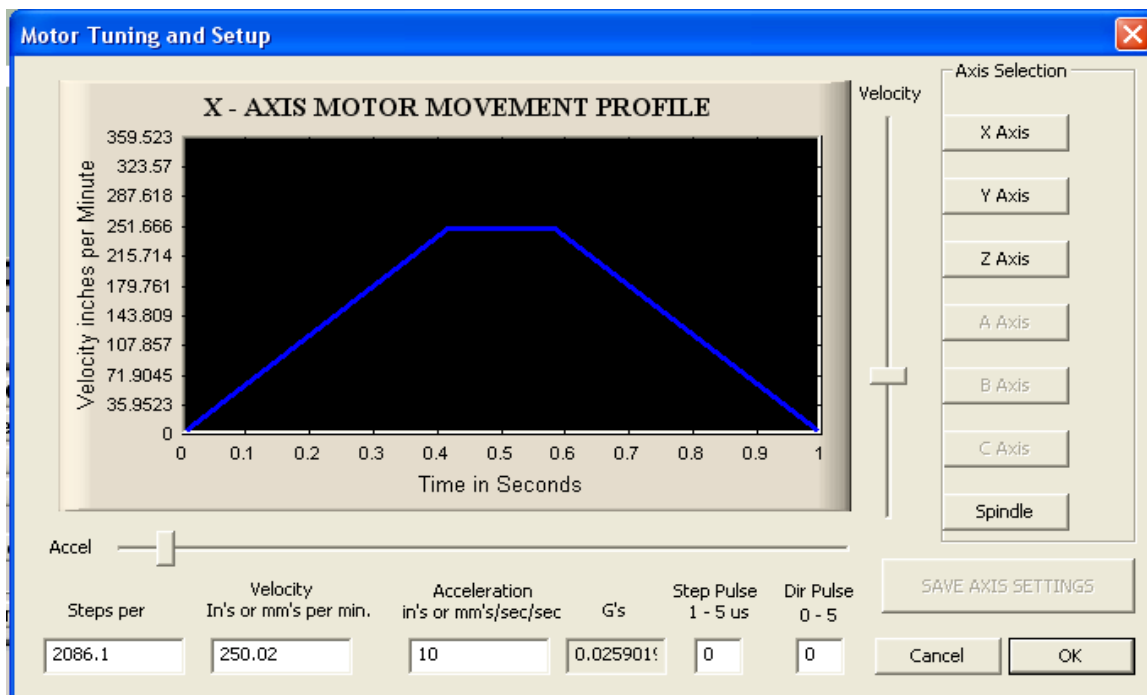 Motor Tuning and Setup
X - AXIS MOTOR MOVEMENT PROFILE
Velocity inches per Minute
359.523
323.57
287.618
251.666
215.714
179.761
143.809
107.857
71.9045
35.9523
0
0 0.1 0.2 0.3 0.4 0.5 0.6 0.7 0.8 0.9 1
Time in Seconds
Velocity
Axis Selection
X Axis
Y Axis
Z Axis
A Axis
B Axis
C Axis
Spindle
Accel
Steps per
2086.1
Velocity
In's or mm's per min.
250.02
Acceleration
in's or mm's/sec/sec
10
G's
0.025901
Step Pulse
1 - 5 us
0
Dir Pulse
0 - 5
0
SAVE AXIS SETTINGS
Cancel
OK